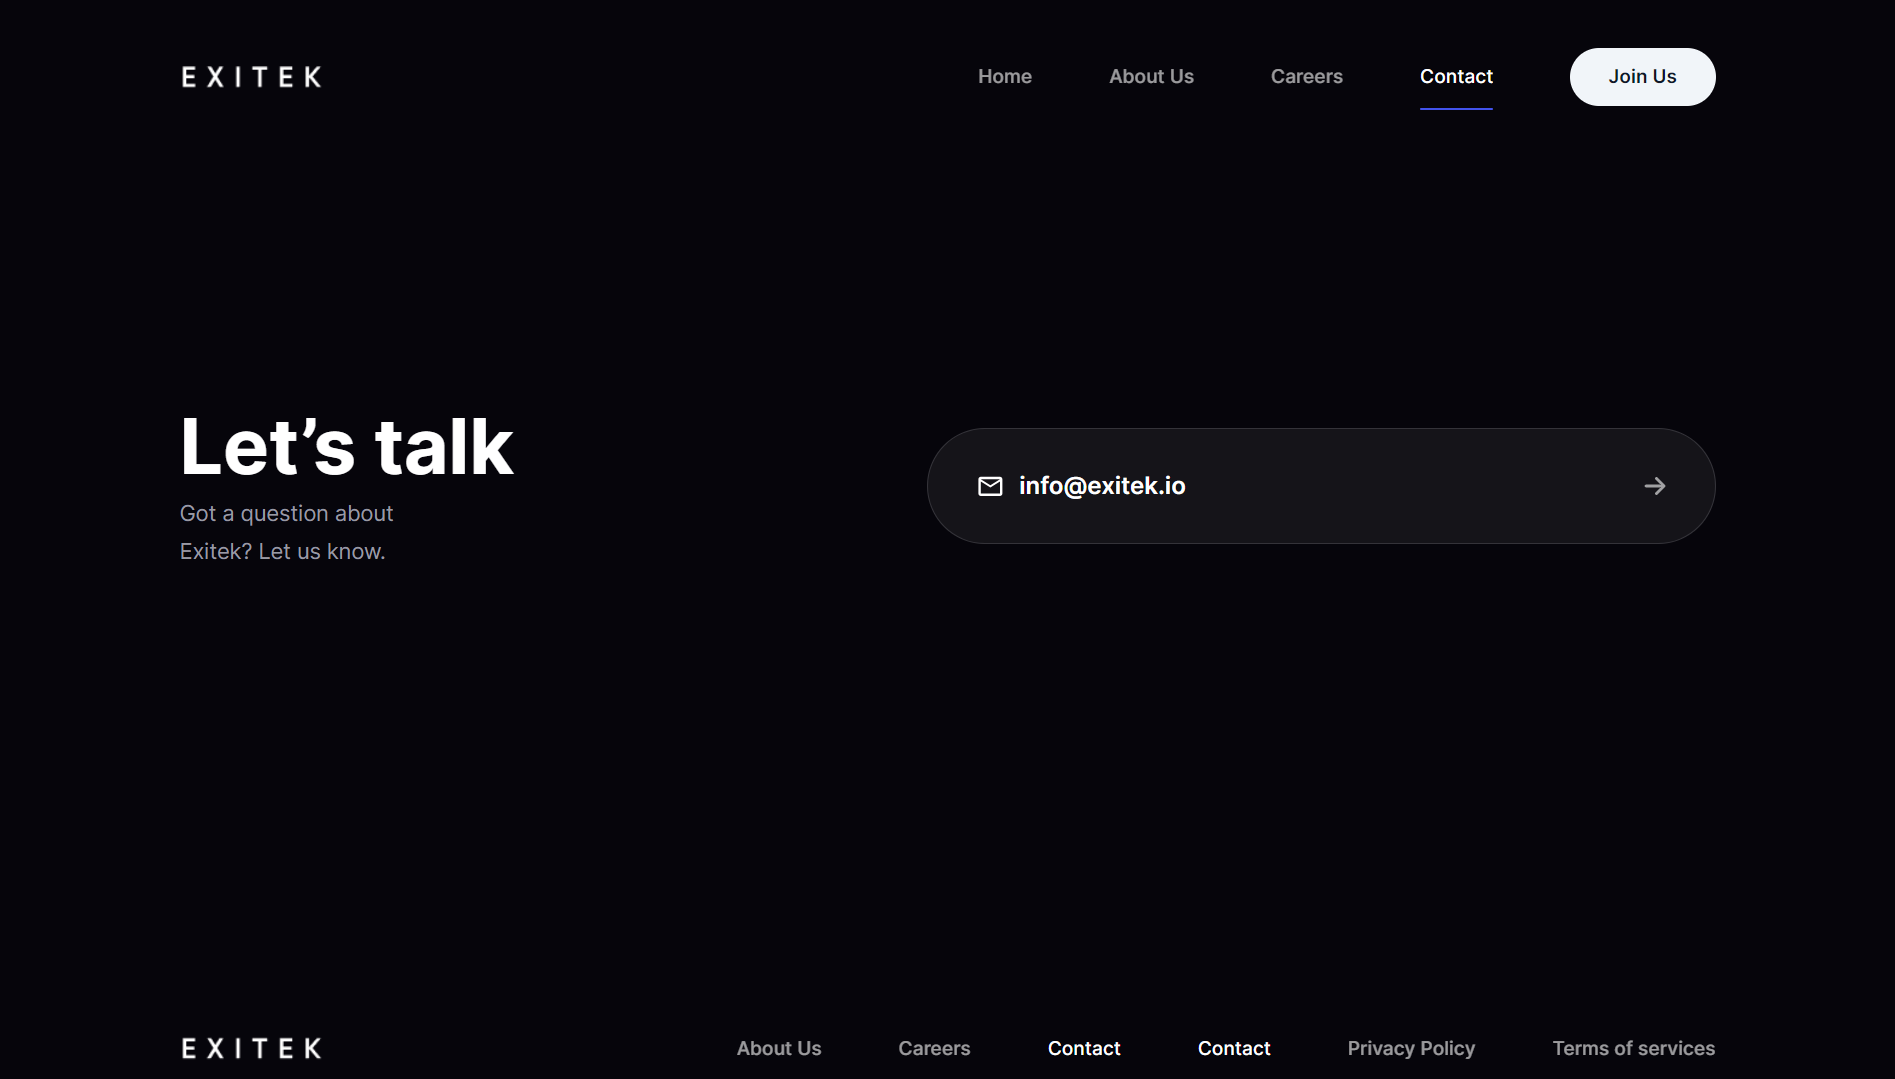 EXITEK
Home About Us Careers Contact Join Us
Let’s talk
Got a question about
Exitek? Let us know.
info@exitek.io
EXITEK
About Us Careers Contact Contact Privacy Policy Terms of services